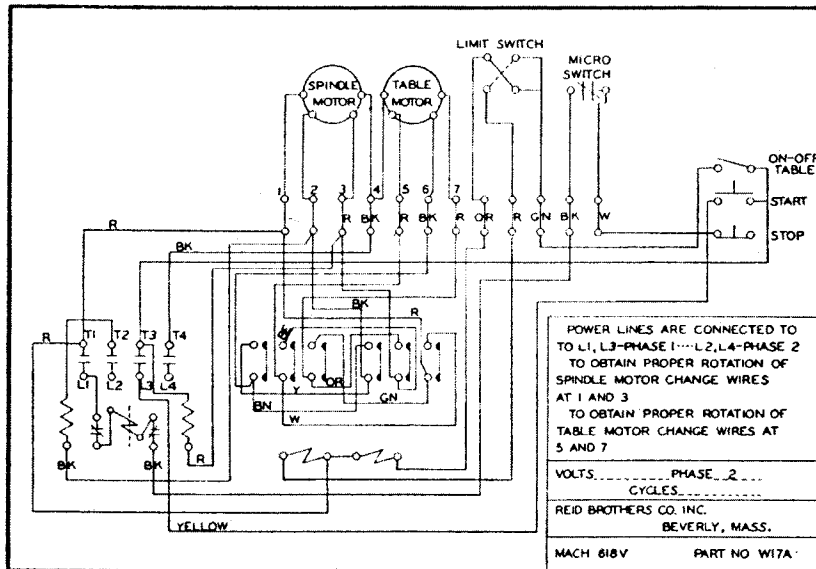 LIMIT SWITCH
MICRO
SWITCH
SPINDLE
MOTOR
TABLE
MOTOR
ON-OFF
TABLE
START
STOP
1 2 3 4 5 6 7
R BK R BK R OR R GN BK W
R
BK
BK
R
R T1 T2 T3 T4
L1 L2 L3 L4
Y OR
BN GN
W
R
BK BK
YELLOW
POWER LINES ARE CONNECTED TO
TO L1, L3-PHASE 1----L2, L4-PHASE 2
TO OBTAIN PROPER ROTATION OF
SPINDLE MOTOR CHANGE WIRES
AT 1 AND 3
TO OBTAIN PROPER ROTATION OF
TABLE MOTOR CHANGE WIRES AT
5 AND 7
VOLTS PHASE 2
CYCLES
REID BROTHERS CO. INC.
BEVERLY, MASS.
MACH 618V PART NO W17A